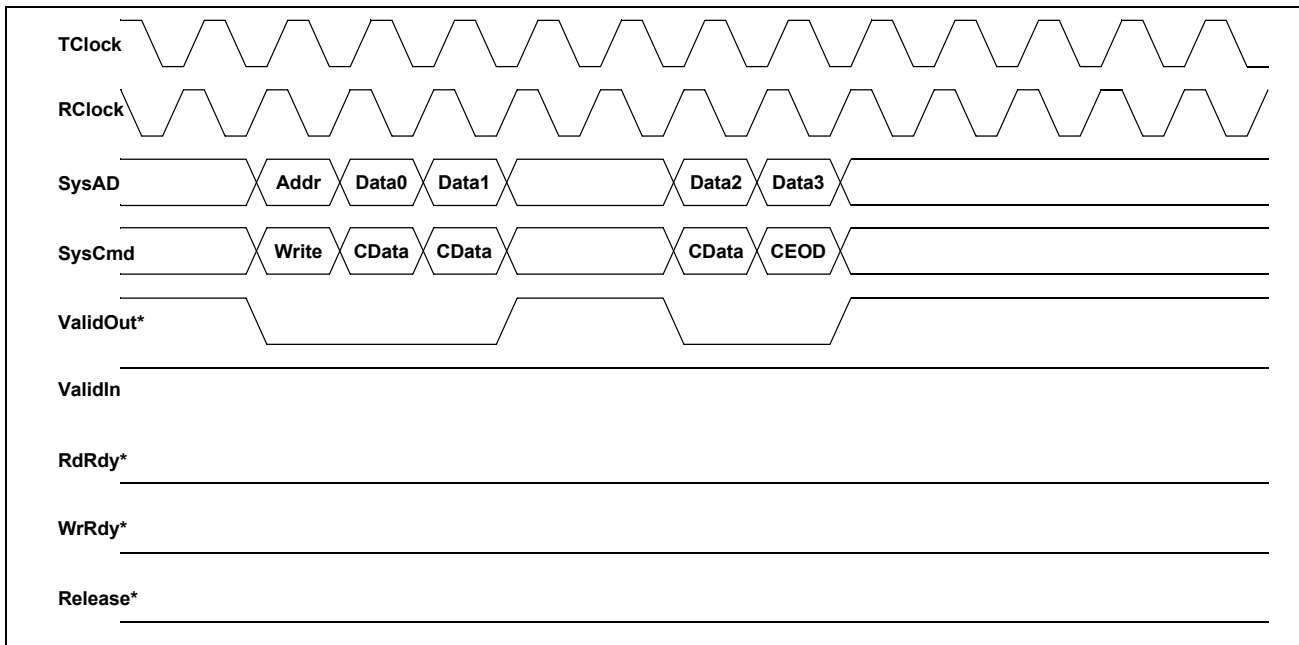 TClock
RClock
SysAD Addr Data0 Data1 Data2 Data3
SysCmd Write CData CData CData CEOD
ValidOut*
ValidIn
RdRdy*
WrRdy*
Release*